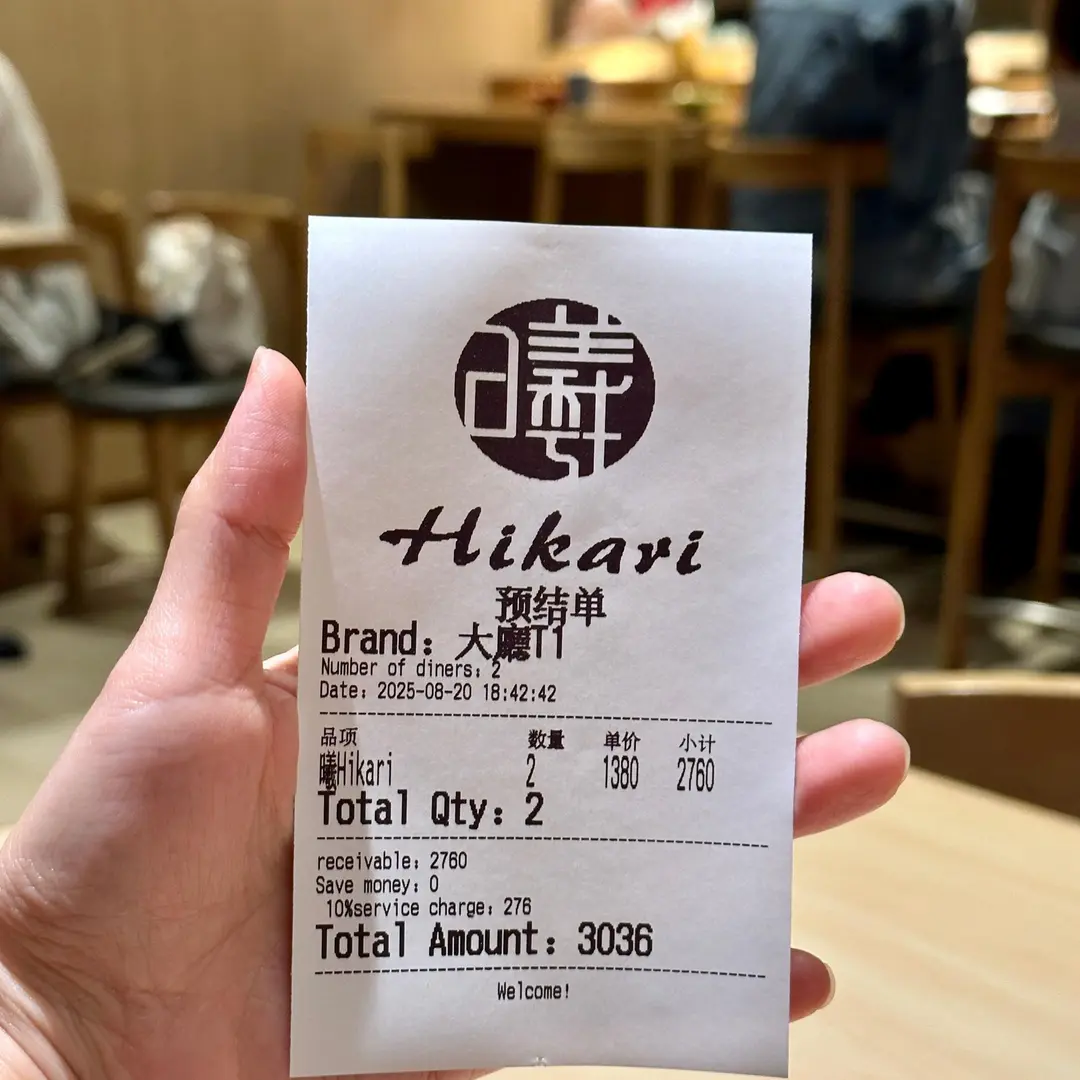 曦
Hikari
预结单
Brand：大廳T1
Number of diners：2
Date：2025-08-20 18:42:42
品项 数量 单价 小计
曦Hikari 2 1380 2760
Total Qty：2
receivable：2760
Save money：0
10%service charge：276
Total Amount：3036
Welcome!